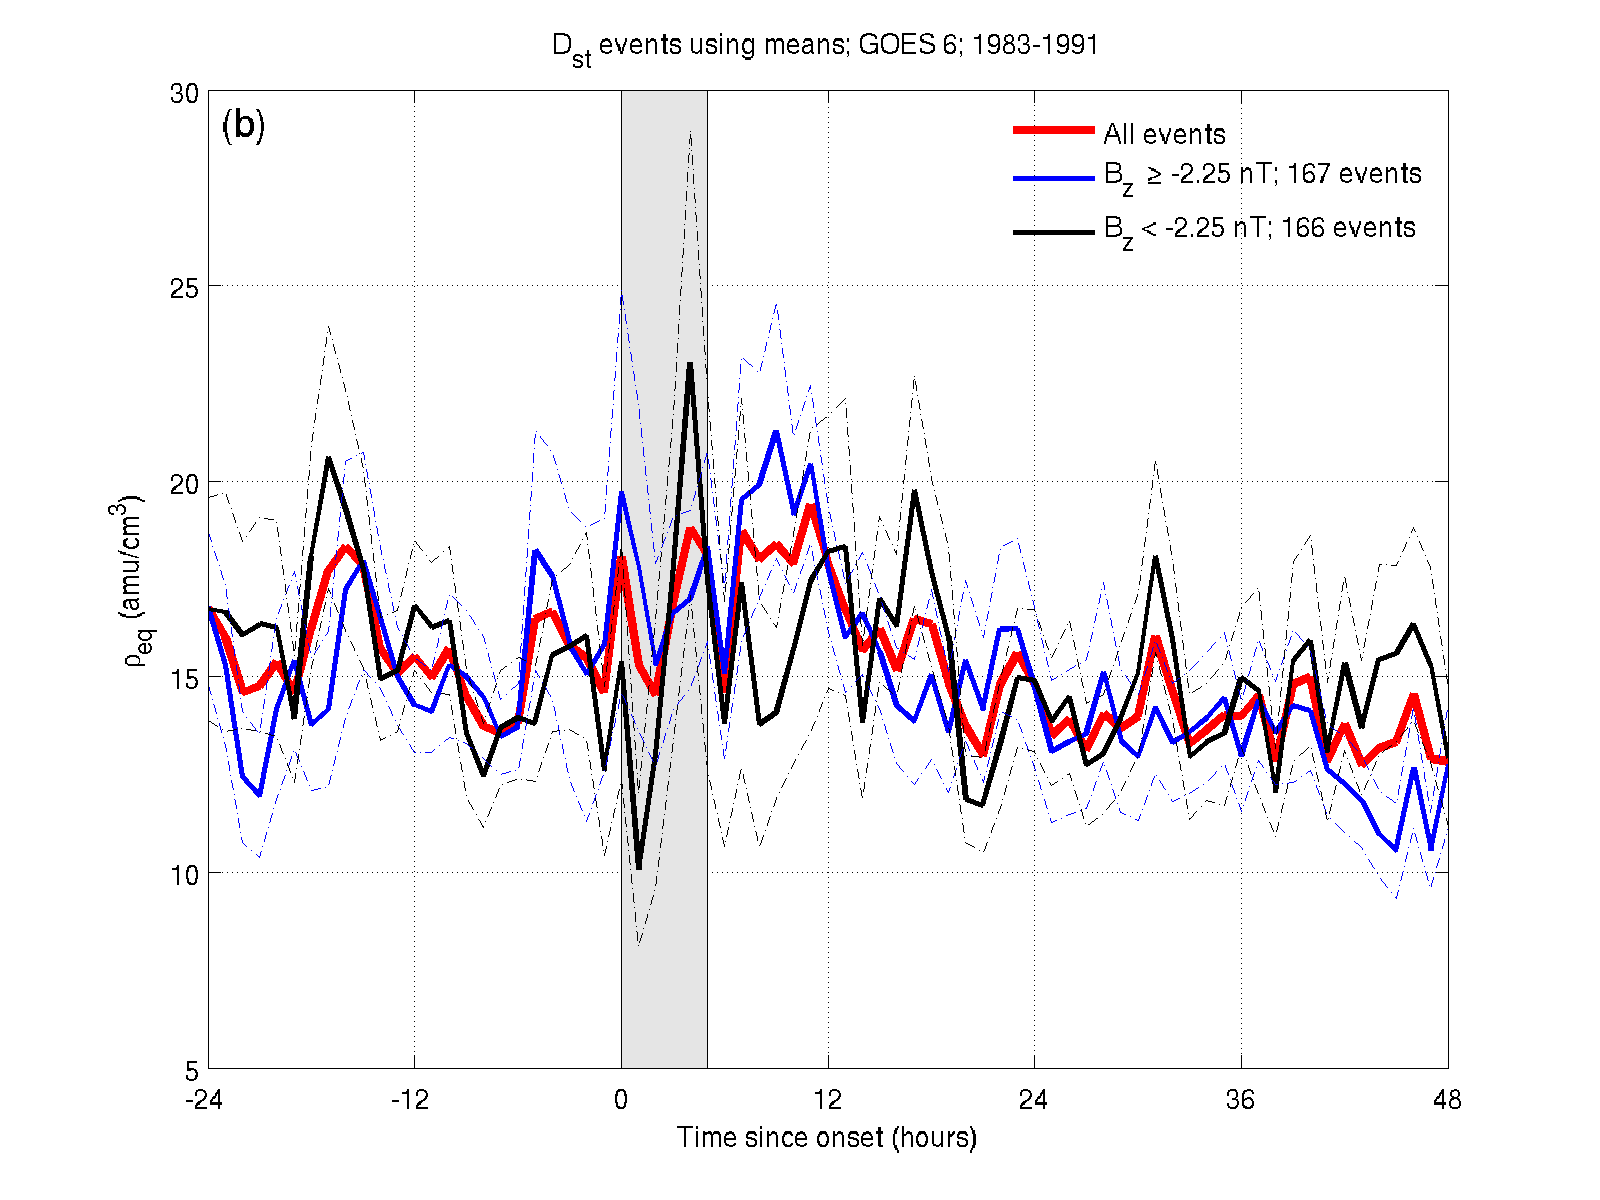 D_st events using means; GOES 6; 1983-1991
(b)
All events
B_z ≥ -2.25 nT; 167 events
B_z < -2.25 nT; 166 events
ρ_eq (amu/cm^3)
30
25
20
15
10
5
-24 -12 0 12 24 36 48
Time since onset (hours)